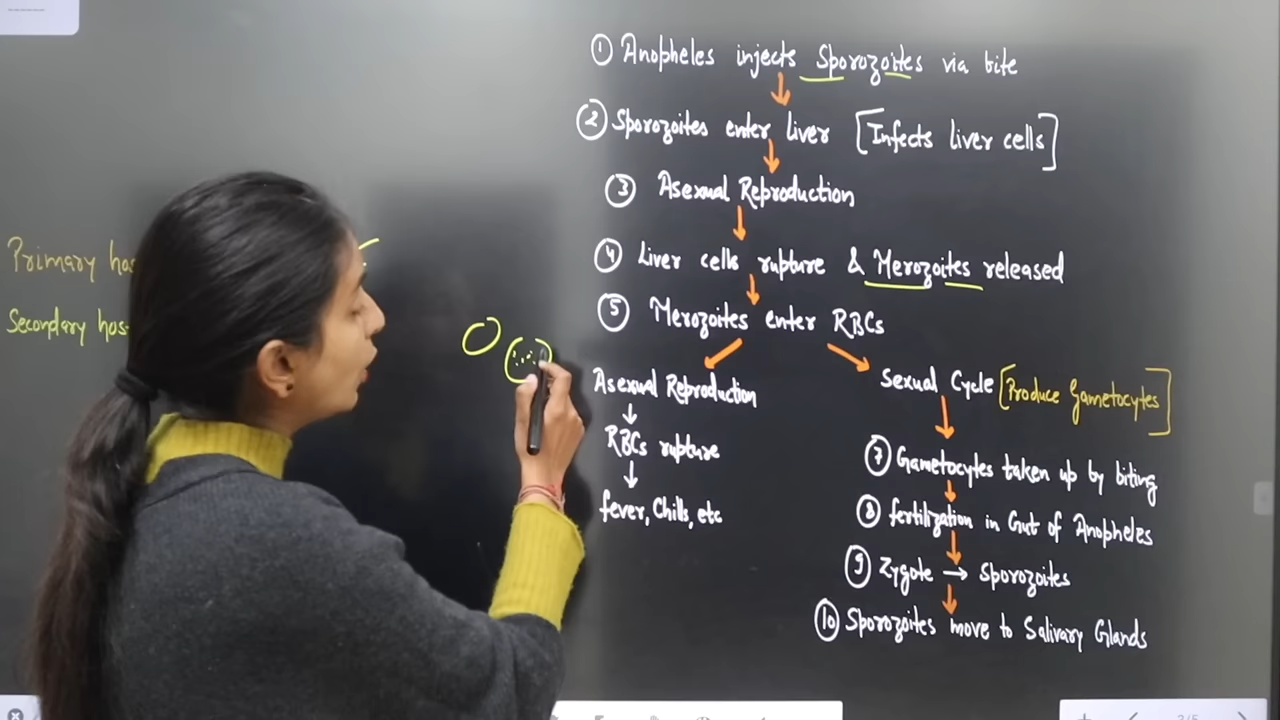 ① Anopheles injects Sporozoites via bite
② Sporozoites enter liver [Infects liver cells]
③ Asexual Reproduction
④ Liver cells rupture & Merozoites released
⑤ Merozoites enter RBCs
Asexual Reproduction
RBCs rupture
fever, Chills, etc
Sexual Cycle [Produce Gametocytes]
⑦ Gametocytes taken up by biting
⑧ fertilization in Gut of Anopheles
⑨ Zygote → Sporozoites
⑩ Sporozoites move to Salivary Glands
Primary hos
Secondary hos